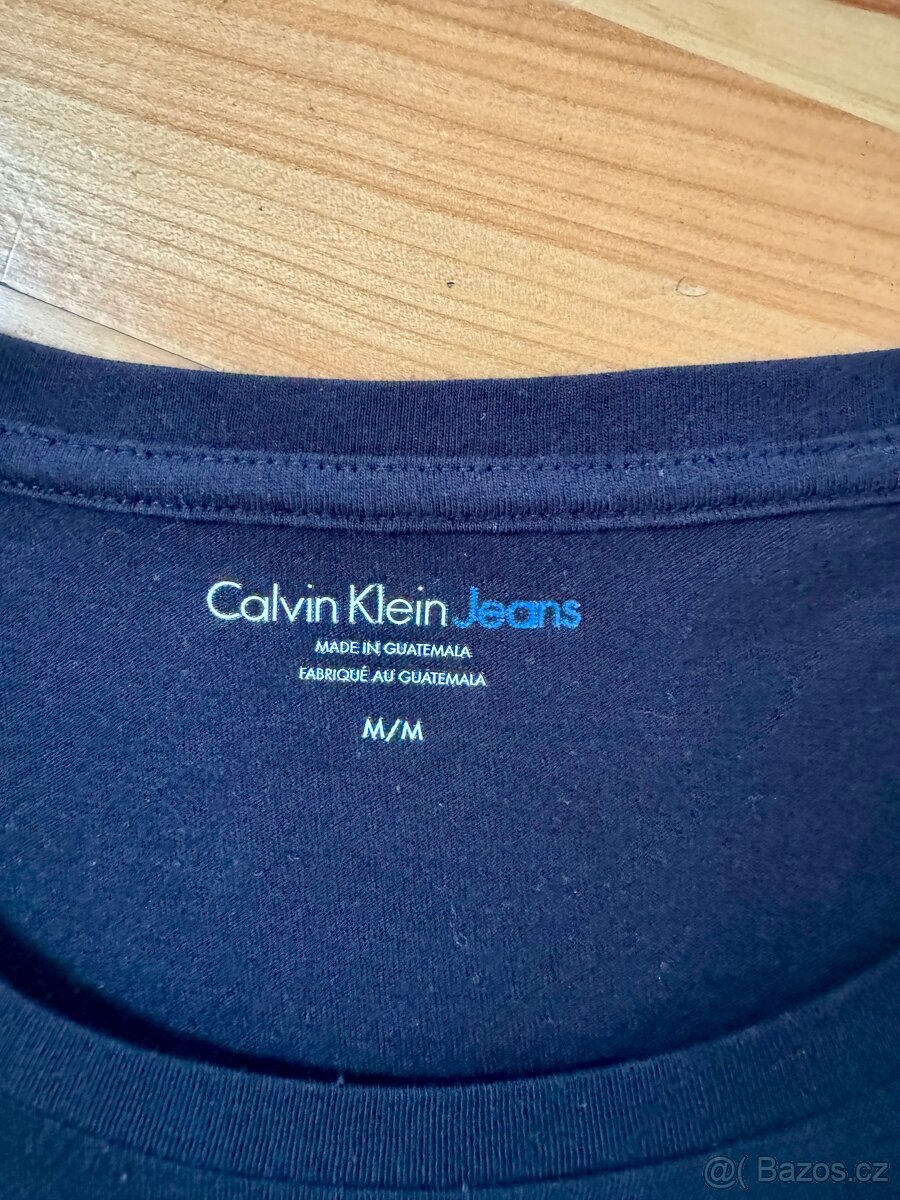 Calvin Klein Jeans
MADE IN GUATEMALA
FABRIQUÉ AU GUATEMALA
M/M
@( Bazos.cz